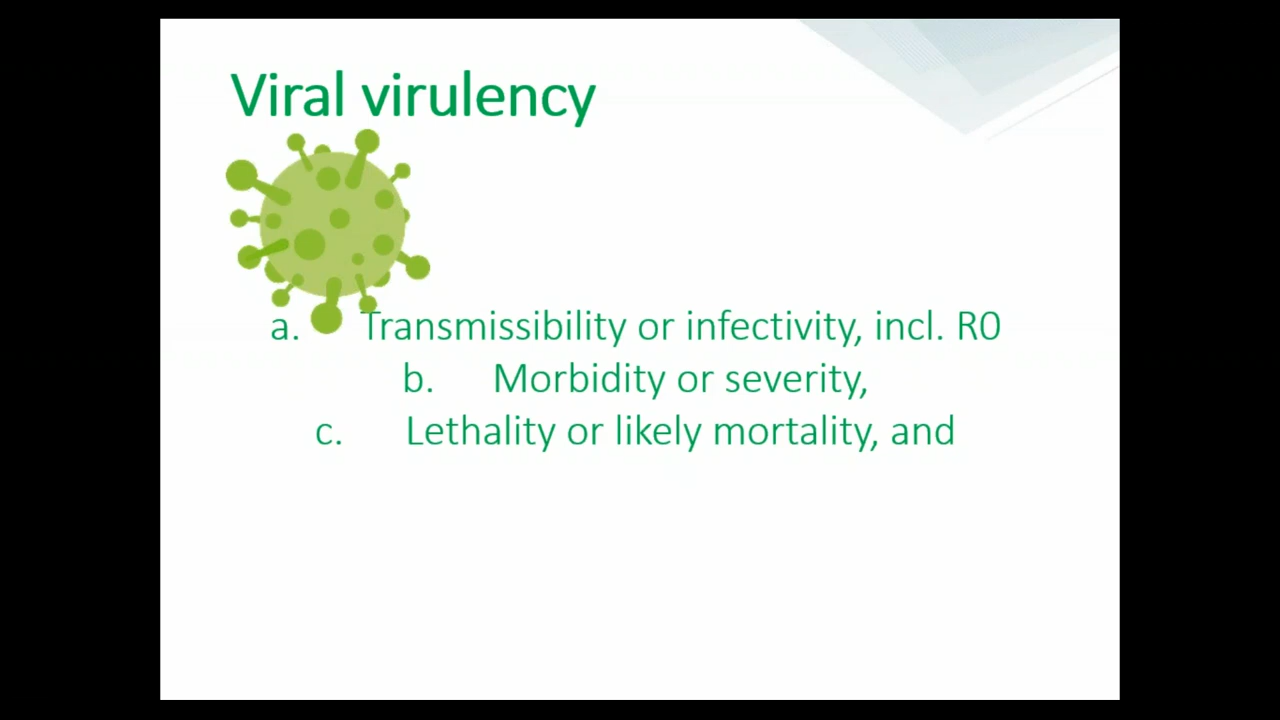 Viral virulency
a. Transmissibility or infectivity, incl. R0
b. Morbidity or severity,
c. Lethality or likely mortality, and